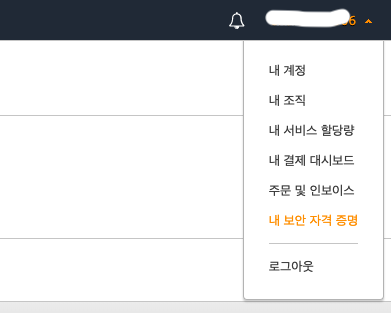 내 계정
내 조직
내 서비스 할당량
내 결제 대시보드
주문 및 인보이스
내 보안 자격 증명
로그아웃